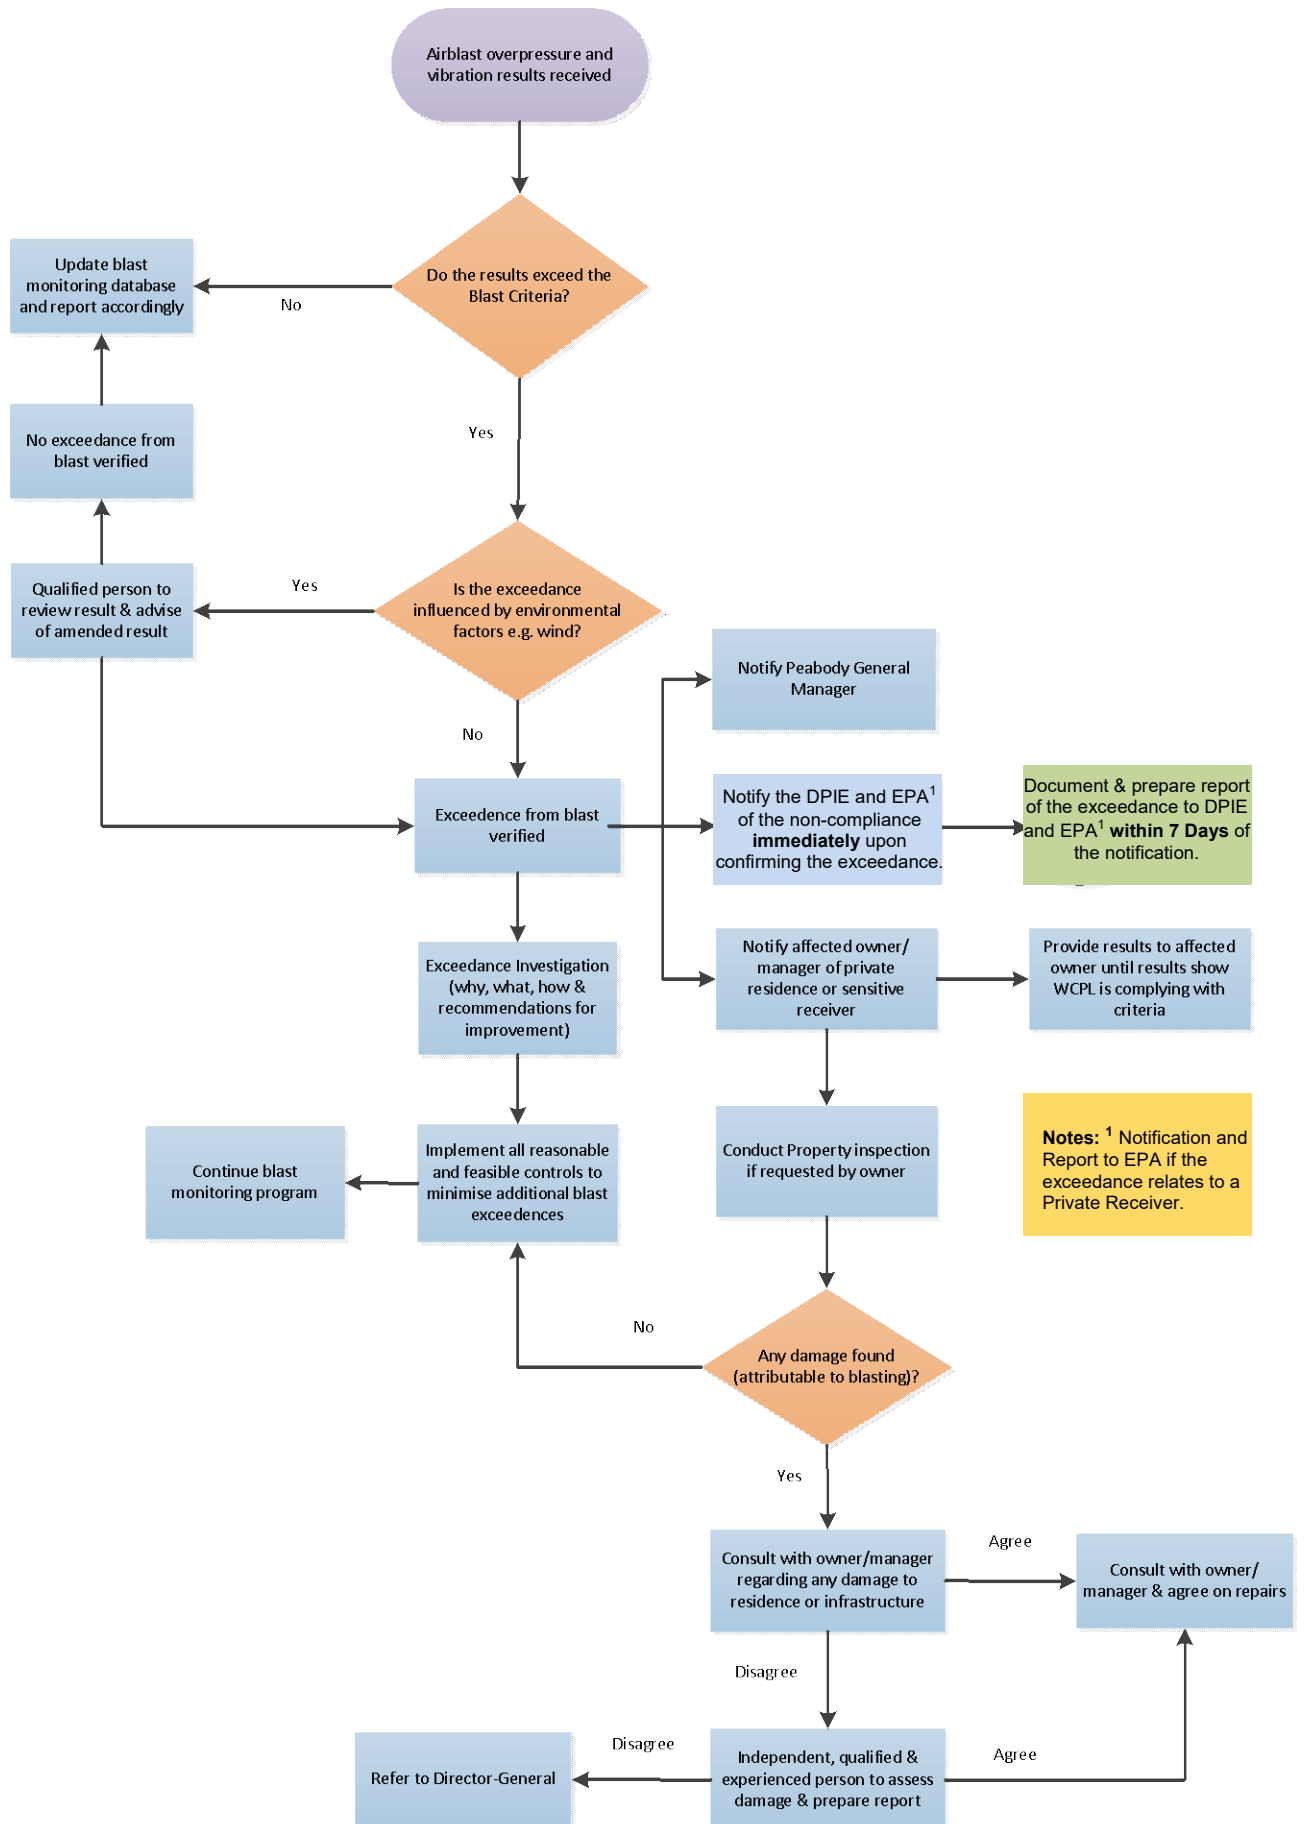 Airblast overpressure and
vibration results received
Do the results exceed the
Blast Criteria?
No
Update blast
monitoring database
and report accordingly
Yes
No exceedance from
blast verified
Is the exceedance
influenced by environmental
factors e.g. wind?
Yes
Qualified person to
review result & advise
of amended result
No
Notify Peabody General
Manager
Exceedence from blast
verified
Notify the DPIE and EPA¹
of the non-compliance
immediately upon
confirming the exceedance.
Document & prepare report
of the exceedance to DPIE
and EPA¹ within 7 Days of
the notification.
Exceedance Investigation
(why, what, how &
recommendations for
improvement)
Notify affected owner/
manager of private
residence or sensitive
receiver
Provide results to affected
owner until results show
WCPL is complying with
criteria
Continue blast
monitoring program
Implement all reasonable
and feasible controls to
minimise additional blast
exceedences
Conduct Property inspection
if requested by owner
Notes: ¹ Notification and
Report to EPA if the
exceedance relates to a
Private Receiver.
No
Any damage found
(attributable to blasting)?
Yes
Consult with owner/manager
regarding any damage to
residence or infrastructure
Agree
Consult with owner/
manager & agree on repairs
Disagree
Refer to Director-General
Disagree
Independent, qualified &
experienced person to assess
damage & prepare report
Agree